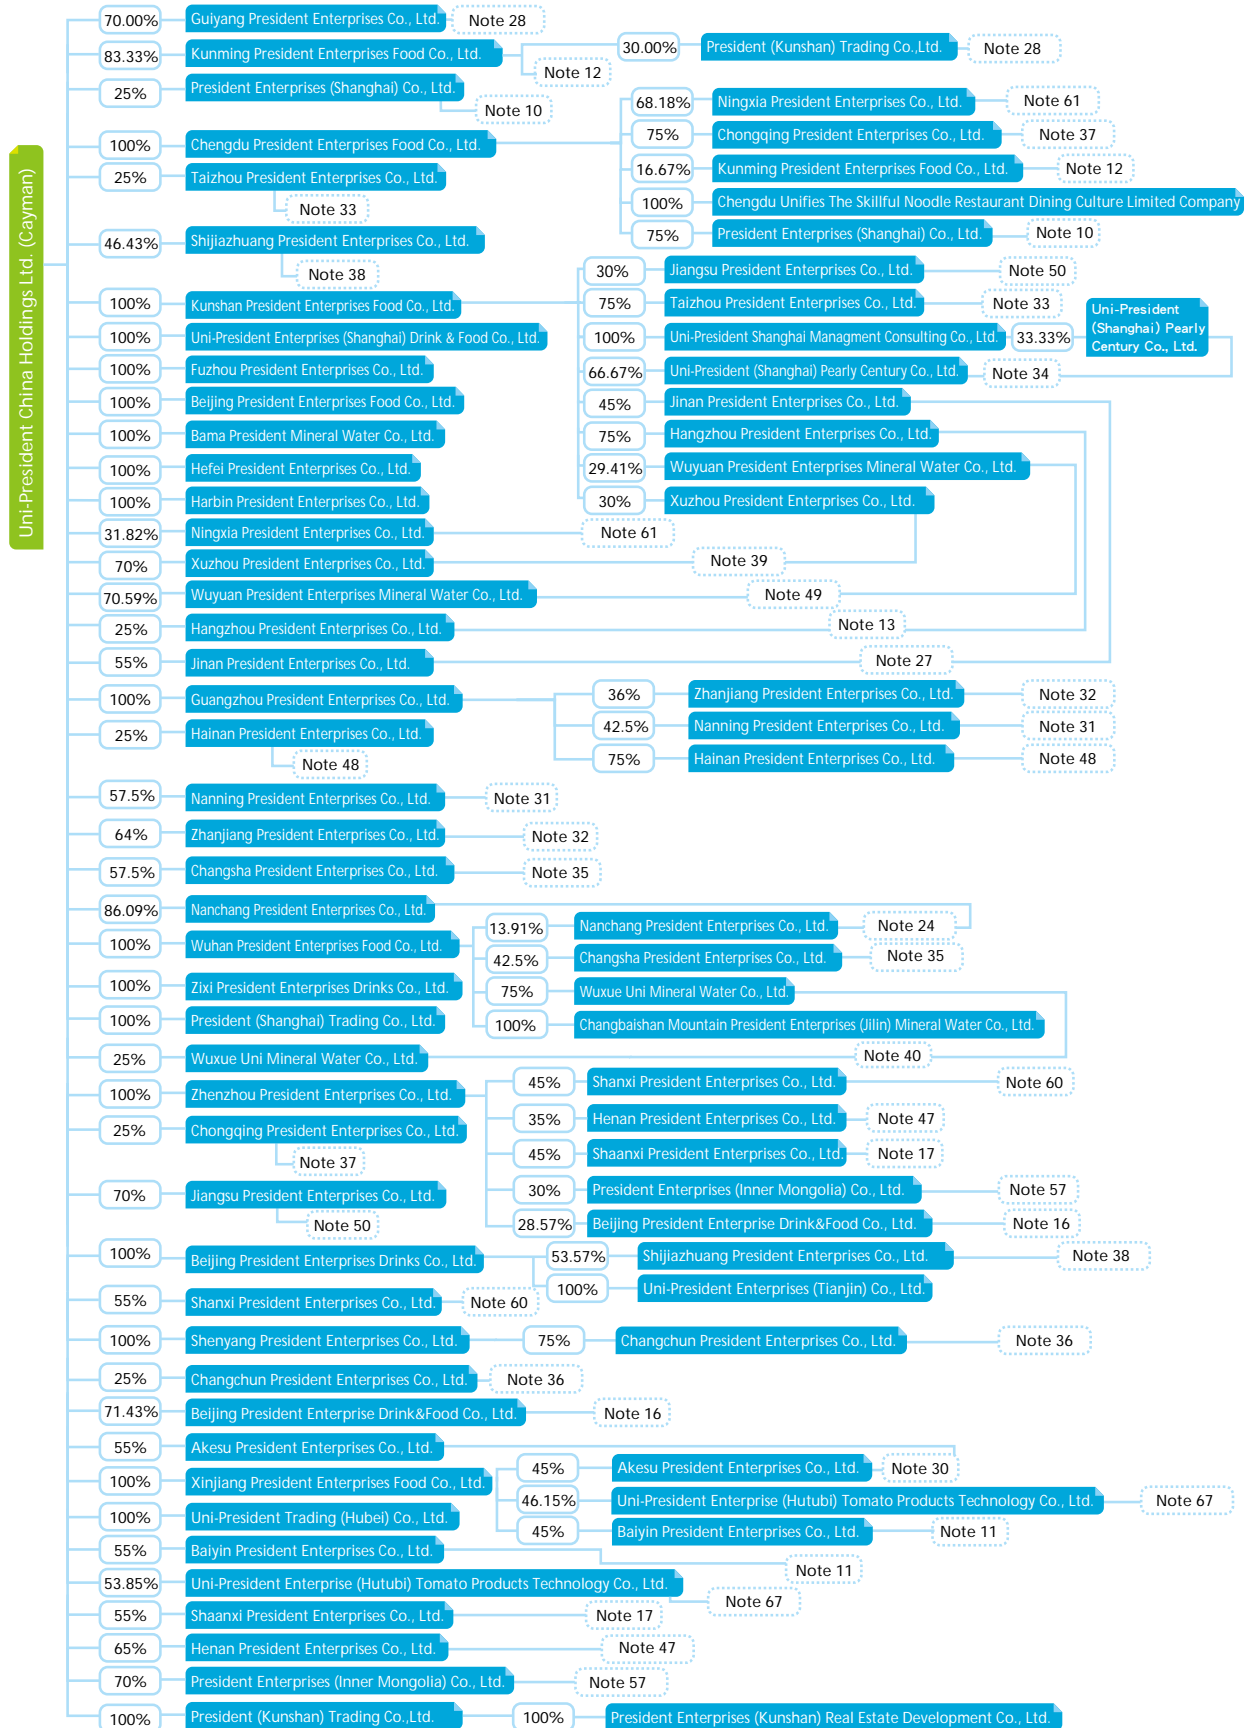 Uni-President China Holdings Ltd. (Cayman)
70.00% Guiyang President Enterprises Co., Ltd. Note 28
83.33% Kunming President Enterprises Food Co., Ltd. 30.00% President (Kunshan) Trading Co.,Ltd. Note 28
Note 12
25% President Enterprises (Shanghai) Co., Ltd.
Note 10
68.18% Ningxia President Enterprises Co., Ltd. Note 61
100% Chengdu President Enterprises Food Co., Ltd. 75% Chongqing President Enterprises Co., Ltd. Note 37
25% Taizhou President Enterprises Co., Ltd. 16.67% Kunming President Enterprises Food Co., Ltd. Note 12
Note 33
100% Chengdu Unifies The Skillful Noodle Restaurant Dining Culture Limited Company
46.43% Shijiazhuang President Enterprises Co., Ltd. 75% President Enterprises (Shanghai) Co., Ltd. Note 10
Note 38
30% Jiangsu President Enterprises Co., Ltd. Note 50
100% Kunshan President Enterprises Food Co., Ltd. 75% Taizhou President Enterprises Co., Ltd. Note 33
Uni-President
(Shanghai) Pearly
Century Co., Ltd.
100% Uni-President Enterprises (Shanghai) Drink & Food Co., Ltd. 100% Uni-President Shanghai Managment Consulting Co., Ltd. 33.33%
100% Fuzhou President Enterprises Co., Ltd. 66.67% Uni-President (Shanghai) Pearly Century Co., Ltd. Note 34
100% Beijing President Enterprises Food Co., Ltd. 45% Jinan President Enterprises Co., Ltd.
100% Bama President Mineral Water Co., Ltd. 75% Hangzhou President Enterprises Co., Ltd.
100% Hefei President Enterprises Co., Ltd. 29.41% Wuyuan President Enterprises Mineral Water Co., Ltd.
100% Harbin President Enterprises Co., Ltd. 30% Xuzhou President Enterprises Co., Ltd.
31.82% Ningxia President Enterprises Co., Ltd. Note 61
70% Xuzhou President Enterprises Co., Ltd. Note 39
70.59% Wuyuan President Enterprises Mineral Water Co., Ltd. Note 49
25% Hangzhou President Enterprises Co., Ltd. Note 13
55% Jinan President Enterprises Co., Ltd. Note 27
100% Guangzhou President Enterprises Co., Ltd. 36% Zhanjiang President Enterprises Co., Ltd. Note 32
25% Hainan President Enterprises Co., Ltd. 42.5% Nanning President Enterprises Co., Ltd. Note 31
Note 48
75% Hainan President Enterprises Co., Ltd. Note 48
57.5% Nanning President Enterprises Co., Ltd. Note 31
64% Zhanjiang President Enterprises Co., Ltd. Note 32
57.5% Changsha President Enterprises Co., Ltd. Note 35
86.09% Nanchang President Enterprises Co., Ltd.
13.91% Nanchang President Enterprises Co., Ltd. Note 24
100% Wuhan President Enterprises Food Co., Ltd. 42.5% Changsha President Enterprises Co., Ltd. Note 35
100% Zixi President Enterprises Drinks Co., Ltd. 75% Wuxue Uni Mineral Water Co., Ltd.
100% President (Shanghai) Trading Co., Ltd. 100% Changbaishan Mountain President Enterprises (Jilin) Mineral Water Co., Ltd.
25% Wuxue Uni Mineral Water Co., Ltd. Note 40
100% Zhenzhou President Enterprises Co., Ltd. 45% Shanxi President Enterprises Co., Ltd. Note 60
25% Chongqing President Enterprises Co., Ltd. 35% Henan President Enterprises Co., Ltd. Note 47
Note 37
45% Shaanxi President Enterprises Co., Ltd. Note 17
70% Jiangsu President Enterprises Co., Ltd. 30% President Enterprises (Inner Mongolia) Co., Ltd. Note 57
Note 50
28.57% Beijing President Enterprise Drink&Food Co., Ltd. Note 16
100% Beijing President Enterprises Drinks Co., Ltd. 53.57% Shijiazhuang President Enterprises Co., Ltd. Note 38
100% Uni-President Enterprises (Tianjin) Co., Ltd.
55% Shanxi President Enterprises Co., Ltd. Note 60
100% Shenyang President Enterprises Co., Ltd. 75% Changchun President Enterprises Co., Ltd. Note 36
25% Changchun President Enterprises Co., Ltd. Note 36
71.43% Beijing President Enterprise Drink&Food Co., Ltd. Note 16
55% Akesu President Enterprises Co., Ltd.
45% Akesu President Enterprises Co., Ltd. Note 30
100% Xinjiang President Enterprises Food Co., Ltd. 46.15% Uni-President Enterprise (Hutubi) Tomato Products Technology Co., Ltd. Note 67
100% Uni-President Trading (Hubei) Co., Ltd. 45% Baiyin President Enterprises Co., Ltd. Note 11
55% Baiyin President Enterprises Co., Ltd. Note 11
53.85% Uni-President Enterprise (Hutubi) Tomato Products Technology Co., Ltd. Note 67
55% Shaanxi President Enterprises Co., Ltd. Note 17
65% Henan President Enterprises Co., Ltd. Note 47
70% President Enterprises (Inner Mongolia) Co., Ltd. Note 57
100% President (Kunshan) Trading Co.,Ltd. 100% President Enterprises (Kunshan) Real Estate Development Co., Ltd.